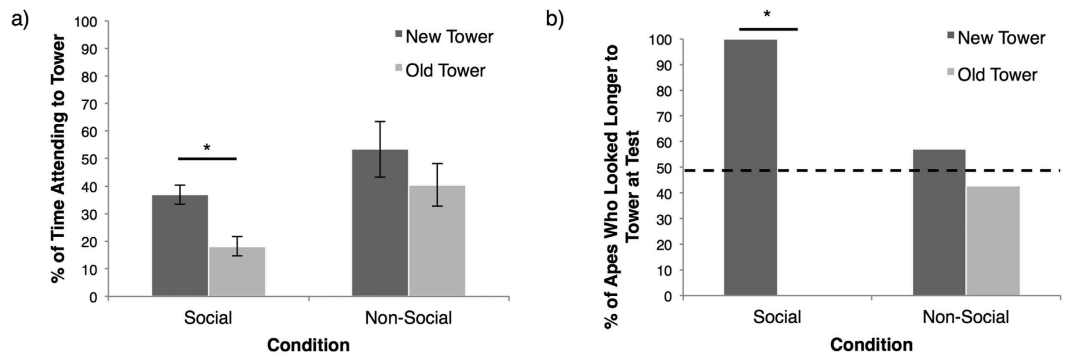 a)
% of Time Attending to Tower
100
90
80
70
60
50
40
30
20
10
0
New Tower
Old Tower
*
Social
Non-Social
Condition
b)
% of Apes Who Looked Longer to
Tower at Test
100
90
80
70
60
50
40
30
20
10
0
*
New Tower
Old Tower
Social
Non-Social
Condition